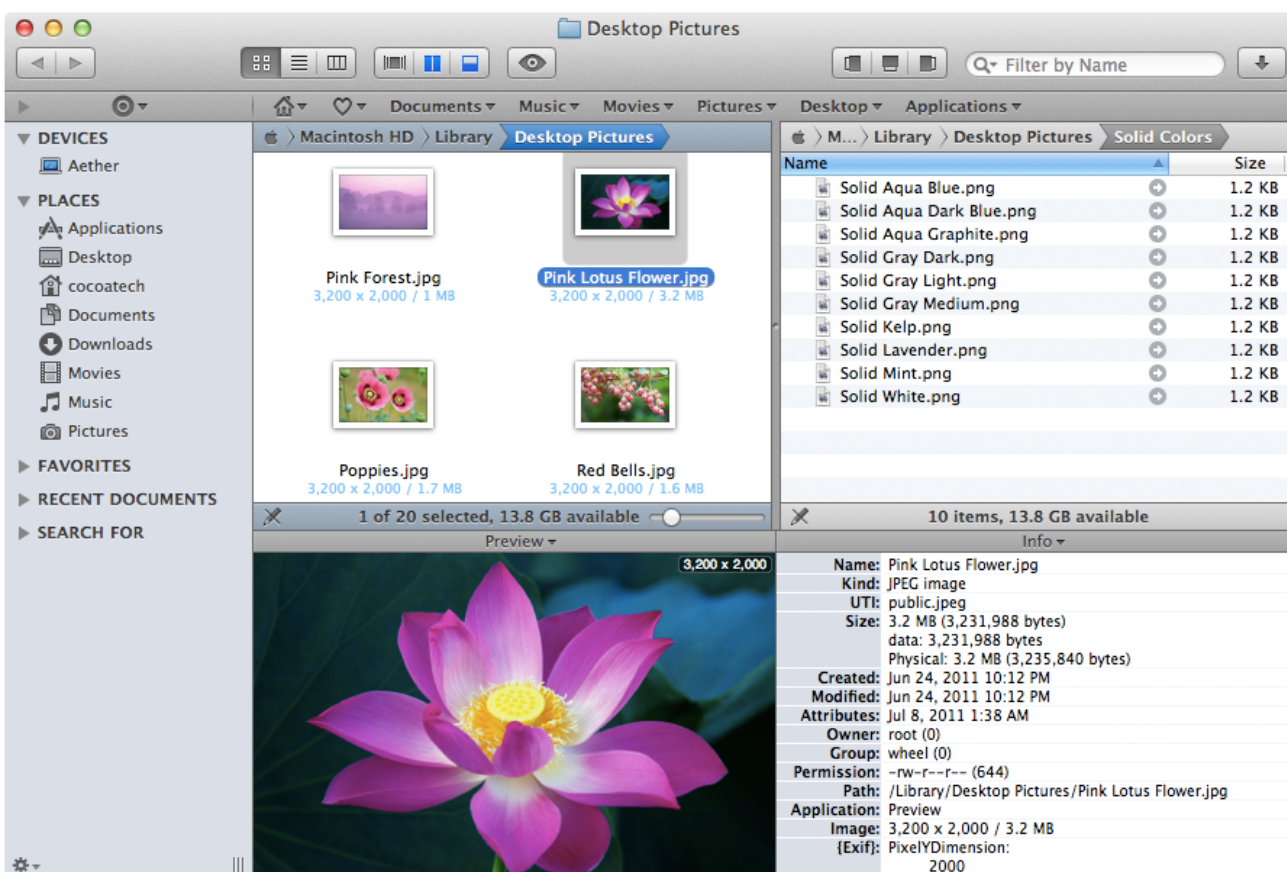 Desktop Pictures
Filter by Name
Documents Music Movies Pictures Desktop Applications
DEVICES
Aether
PLACES
Applications
Desktop
cocoatech
Documents
Downloads
Movies
Music
Pictures
FAVORITES
RECENT DOCUMENTS
SEARCH FOR
Macintosh HD Library Desktop Pictures
Pink Forest.jpg
3,200 x 2,000 / 1 MB
Pink Lotus Flower.jpg
3,200 x 2,000 / 3.2 MB
Poppies.jpg
3,200 x 2,000 / 1.7 MB
Red Bells.jpg
3,200 x 2,000 / 1.6 MB
1 of 20 selected, 13.8 GB available
M... Library Desktop Pictures Solid Colors
Name Size
Solid Aqua Blue.png 1.2 KB
Solid Aqua Dark Blue.png 1.2 KB
Solid Aqua Graphite.png 1.2 KB
Solid Gray Dark.png 1.2 KB
Solid Gray Light.png 1.2 KB
Solid Gray Medium.png 1.2 KB
Solid Kelp.png 1.2 KB
Solid Lavender.png 1.2 KB
Solid Mint.png 1.2 KB
Solid White.png 1.2 KB
10 items, 13.8 GB available
Preview
3,200 x 2,000
Info
Name: Pink Lotus Flower.jpg
Kind: JPEG image
UTI: public.jpeg
Size: 3.2 MB (3,231,988 bytes)
data: 3,231,988 bytes
Physical: 3.2 MB (3,235,840 bytes)
Created: Jun 24, 2011 10:12 PM
Modified: Jun 24, 2011 10:12 PM
Attributes: Jul 8, 2011 1:38 AM
Owner: root (0)
Group: wheel (0)
Permission: -rw-r--r-- (644)
Path: /Library/Desktop Pictures/Pink Lotus Flower.jpg
Application: Preview
Image: 3,200 x 2,000 / 3.2 MB
{Exif}: PixelYDimension:
2000